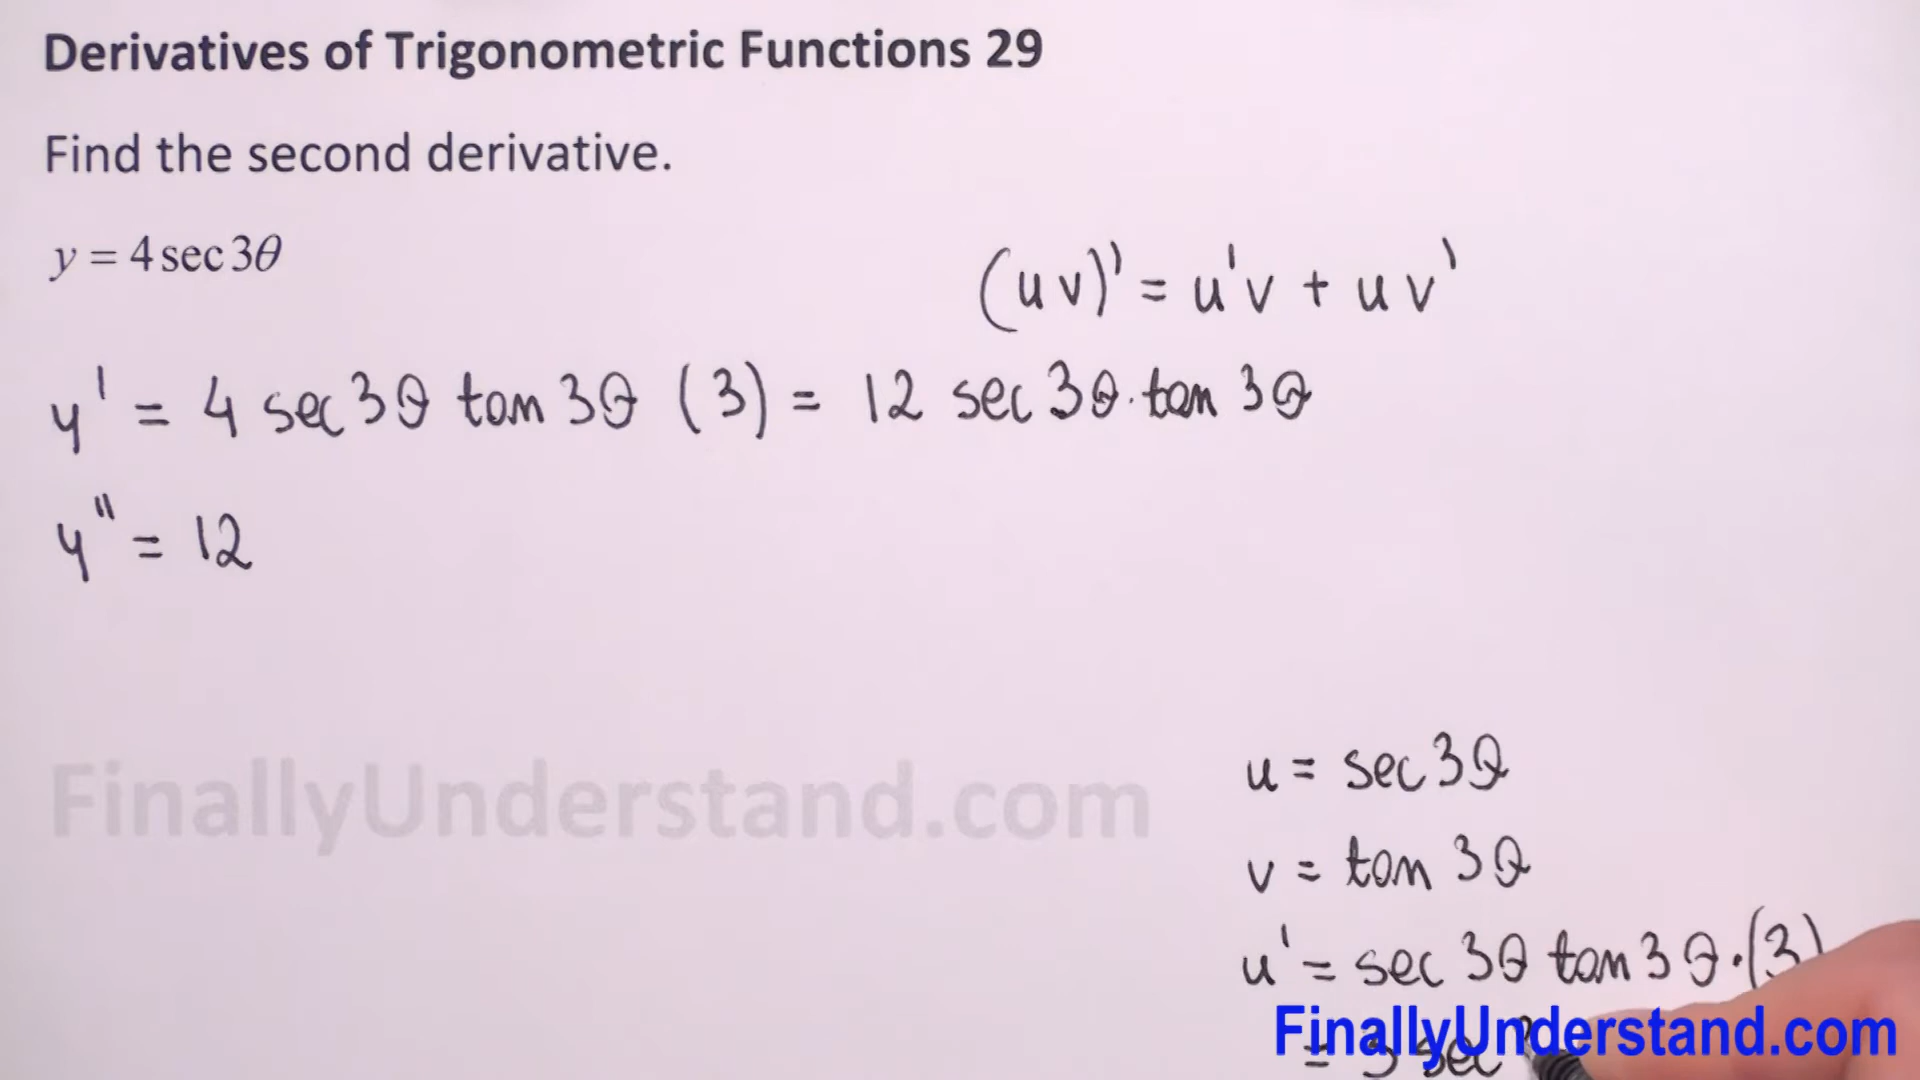 Derivatives of Trigonometric Functions 29
Find the second derivative.
y = 4 sec 3θ
(uv)' = u'v + uv'
y' = 4 sec 3θ tan 3θ (3) = 12 sec 3θ · tan 3θ
y'' = 12
FinallyUnderstand.com
u = sec 3θ
v = tan 3θ
u' = sec 3θ tan 3θ · (3)
= 3 sec
FinallyUnderstand.com